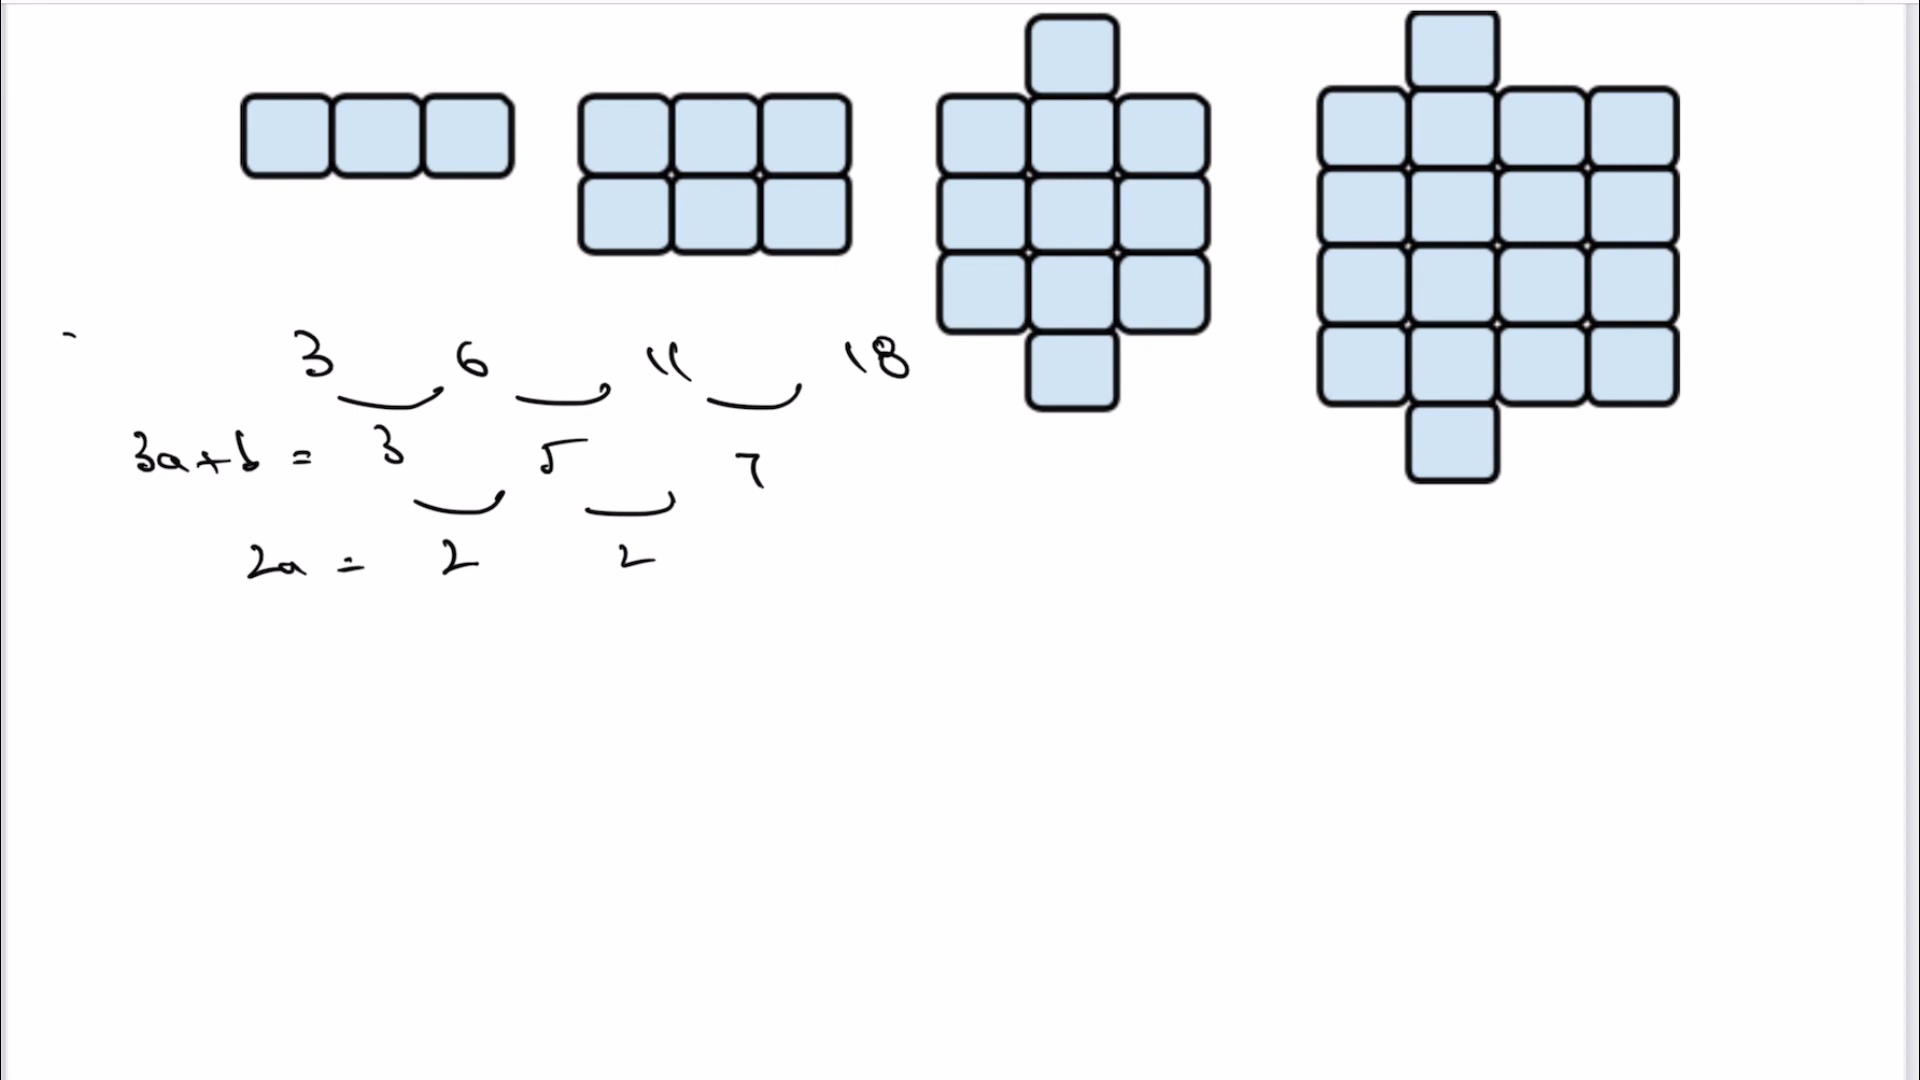 3 6 11 18
3a+b = 3 5 7
2a = 2 2